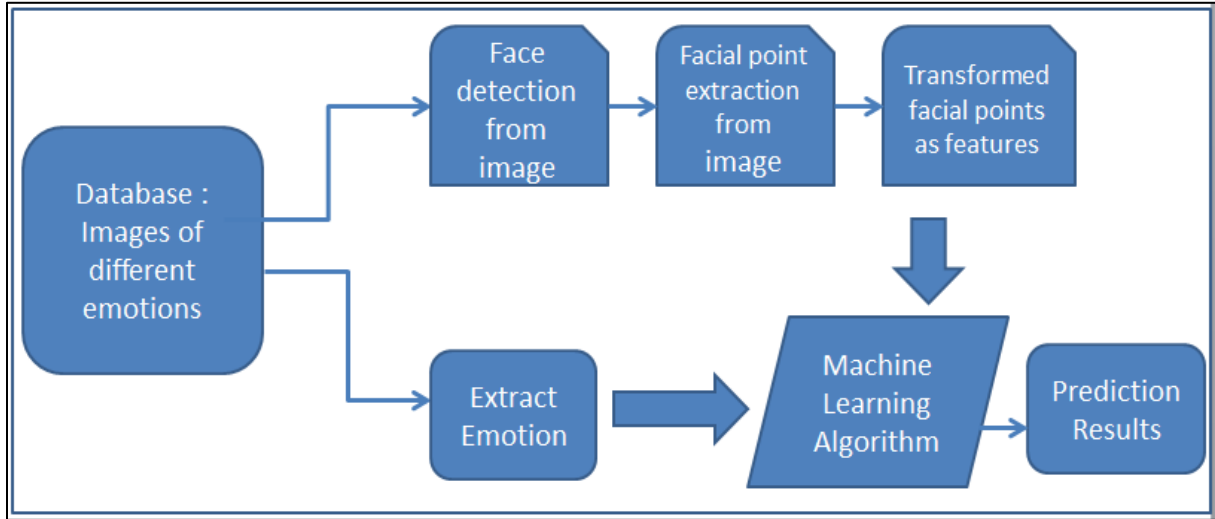 Database :
Images of
different
emotions
Face
detection
from
image
Facial point
extraction
from
image
Transformed
facial points
as features
Extract
Emotion
Machine
Learning
Algorithm
Prediction
Results